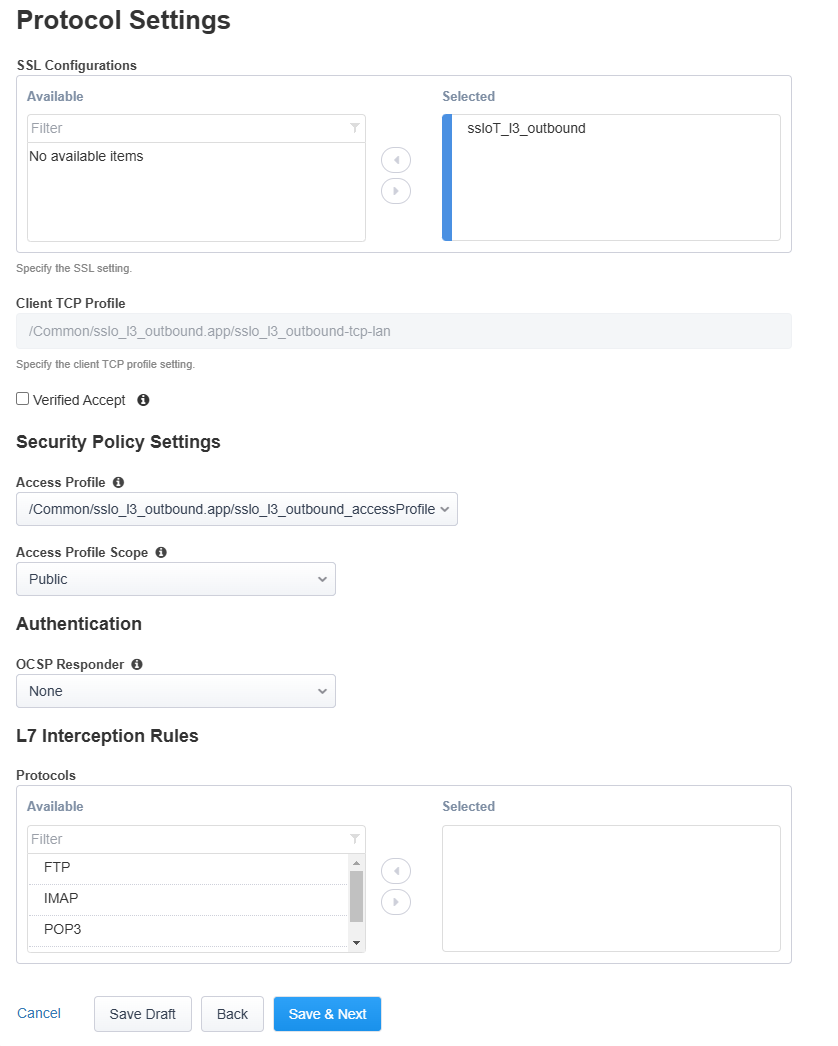 Protocol Settings
SSL Configurations
Available
Selected
Filter
ssloT_l3_outbound
No available items
Specify the SSL setting.
Client TCP Profile
/Common/sslo_l3_outbound.app/sslo_l3_outbound-tcp-lan
Specify the client TCP profile setting.
Verified Accept
Security Policy Settings
Access Profile
/Common/sslo_l3_outbound.app/sslo_l3_outbound_accessProfile
Access Profile Scope
Public
Authentication
OCSP Responder
None
L7 Interception Rules
Protocols
Available
Selected
Filter
FTP
IMAP
POP3
Cancel
Save Draft
Back
Save & Next